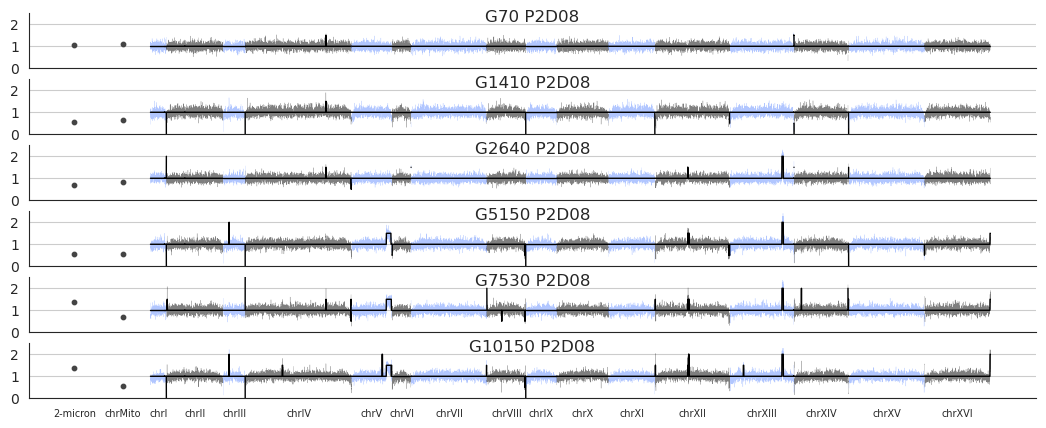 G70 P2D08
2
1
0
G1410 P2D08
2
1
0
G2640 P2D08
2
1
0
G5150 P2D08
2
1
0
G7530 P2D08
2
1
0
G10150 P2D08
2
1
0
2-micron chrMito chrI chrII chrIII chrIV chrV chrVI chrVII chrVIII chrIX chrX chrXI chrXII chrXIII chrXIV chrXV chrXVI